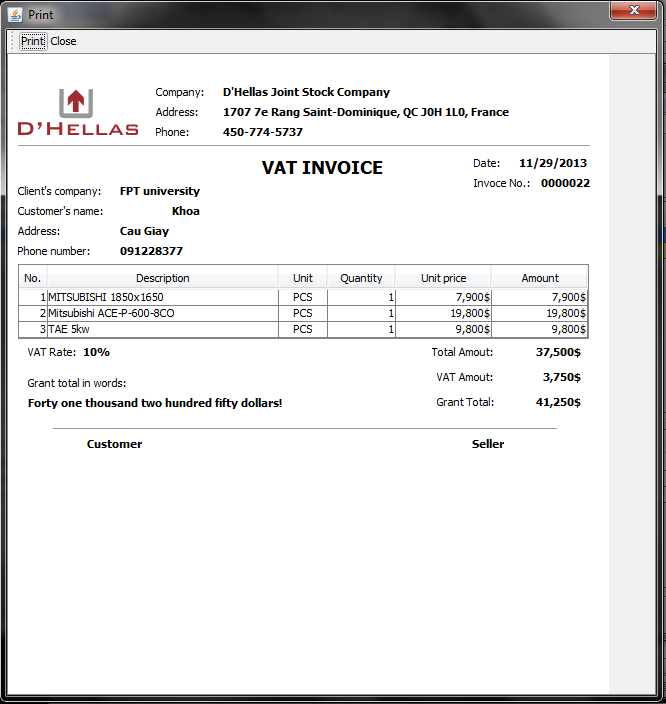 Print
Print Close
D'HELLAS
Company: D'Hellas Joint Stock Company
Address: 1707 7e Rang Saint-Dominique, QC J0H 1L0, France
Phone: 450-774-5737
VAT INVOICE
Date: 11/29/2013
Invoce No.: 0000022
Client's company: FPT university
Customer's name: Khoa
Address: Cau Giay
Phone number: 091228377
No. Description Unit Quantity Unit price Amount
1 MITSUBISHI 1850x1650 PCS 1 7,900$ 7,900$
2 Mitsubishi ACE-P-600-8CO PCS 1 19,800$ 19,800$
3 TAE 5kw PCS 1 9,800$ 9,800$
VAT Rate: 10% Total Amout: 37,500$
VAT Amout: 3,750$
Grant total in words:
Forty one thousand two hundred fifty dollars! Grant Total: 41,250$
Customer Seller